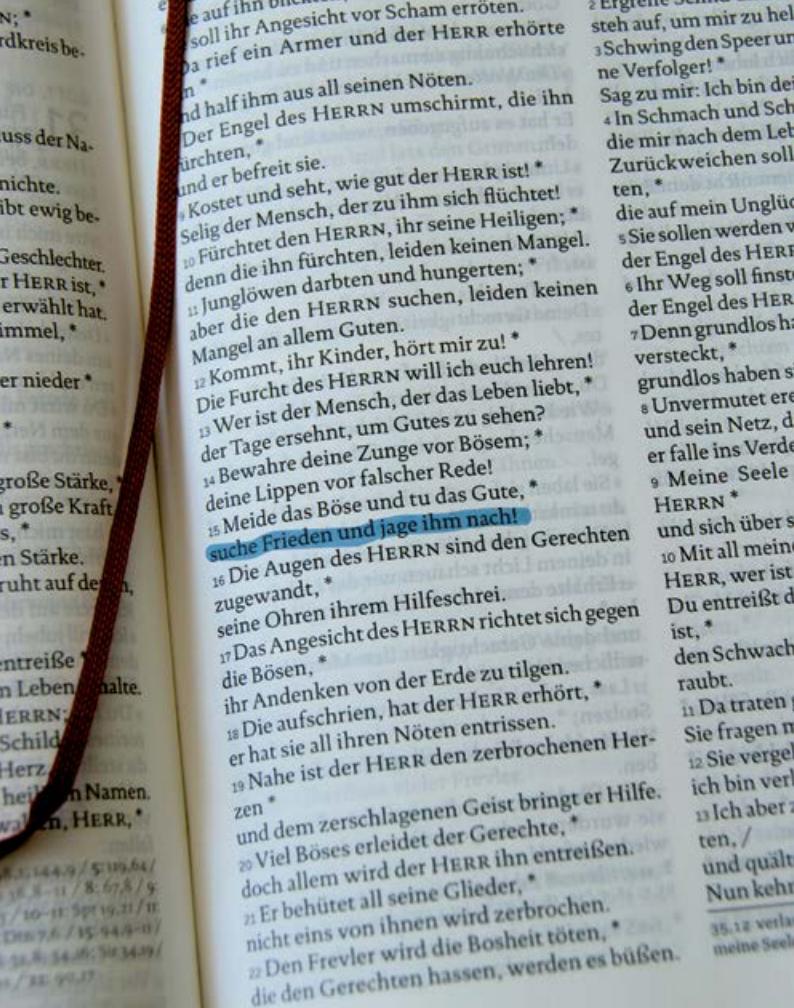 N; *
rdkreisbe-
uss der Na-
nichte.
ibt ewig be-
Geschlechter.
r HERR ist, *
erwählt hat.
immel, *
er nieder *
*
große Stärke, *
große Kraft
s, *
n Stärke.
ruht auf
entreiße
n Leben
HERRN;
Schild
Herz
n Namen.
HERR, *
e auf ihn
soll ihr Angesicht vor Scham erröten.
Da rief ein Armer und der HERR erhörte
n *
nd half ihm aus all seinen Nöten.
Der Engel des HERRN umschirmt, die ihn
ürchten, *
und er befreit sie.
9 Kostet und seht, wie gut der HERR ist! *
Selig der Mensch, der zu ihm sich flüchtet!
10 Fürchtet den HERRN, ihr seine Heiligen; *
denn die ihn fürchten, leiden keinen Mangel.
11 Junglöwen darbten und hungerten; *
aber die den HERRN suchen, leiden keinen
Mangel an allem Guten.
12 Kommt, ihr Kinder, hört mir zu! *
Die Furcht des HERRN will ich euch lehren!
13 Wer ist der Mensch, der das Leben liebt, *
der Tage ersehnt, um Gutes zu sehen?
14 Bewahre deine Zunge vor Bösem; *
deine Lippen vor falscher Rede!
15 Meide das Böse und tu das Gute, *
suche Frieden und jage ihm nach!
16 Die Augen des HERRN sind den Gerechten
zugewandt, *
seine Ohren ihrem Hilfeschrei.
17 Das Angesicht des HERRN richtet sich gegen
die Bösen, *
ihr Andenken von der Erde zu tilgen.
18 Die aufschrien, hat der HERR erhört, *
er hat sie all ihren Nöten entrissen.
19 Nahe ist der HERR den zerbrochenen Her-
zen *
und dem zerschlagenen Geist bringt er Hilfe.
20 Viel Böses erleidet der Gerechte, *
doch allem wird der HERR ihn entreißen.
21 Er behütet all seine Glieder, *
nicht eins von ihnen wird zerbrochen.
22 Den Frevler wird die Bosheit töten, *
die den Gerechten hassen, werden es büßen.
steh auf, um mir zu hel
3 Schwing den Speer un
ne Verfolger! *
Sag zu mir: Ich bin dei
4 In Schmach und Sch
die mir nach dem Leb
Zurückweichen soll
ten, *
die auf mein Unglüc
5 Sie sollen werden w
der Engel des HERR
6 Ihr Weg soll finste
der Engel des HER
7 Denn grundlos ha
versteckt, *
grundlos haben s
8 Unvermutet ere
und sein Netz, d
er falle ins Verde
9 Meine Seele
HERRN *
und sich über s
10 Mit all mein
HERR, wer ist
Du entreißt d
ist, *
den Schwach
raubt.
11 Da traten
Sie fragen m
12 Sie vergel
ich bin verl
13 Ich aber
ten, /
und quält
Nun kehr
35,12 verla
meine Seel